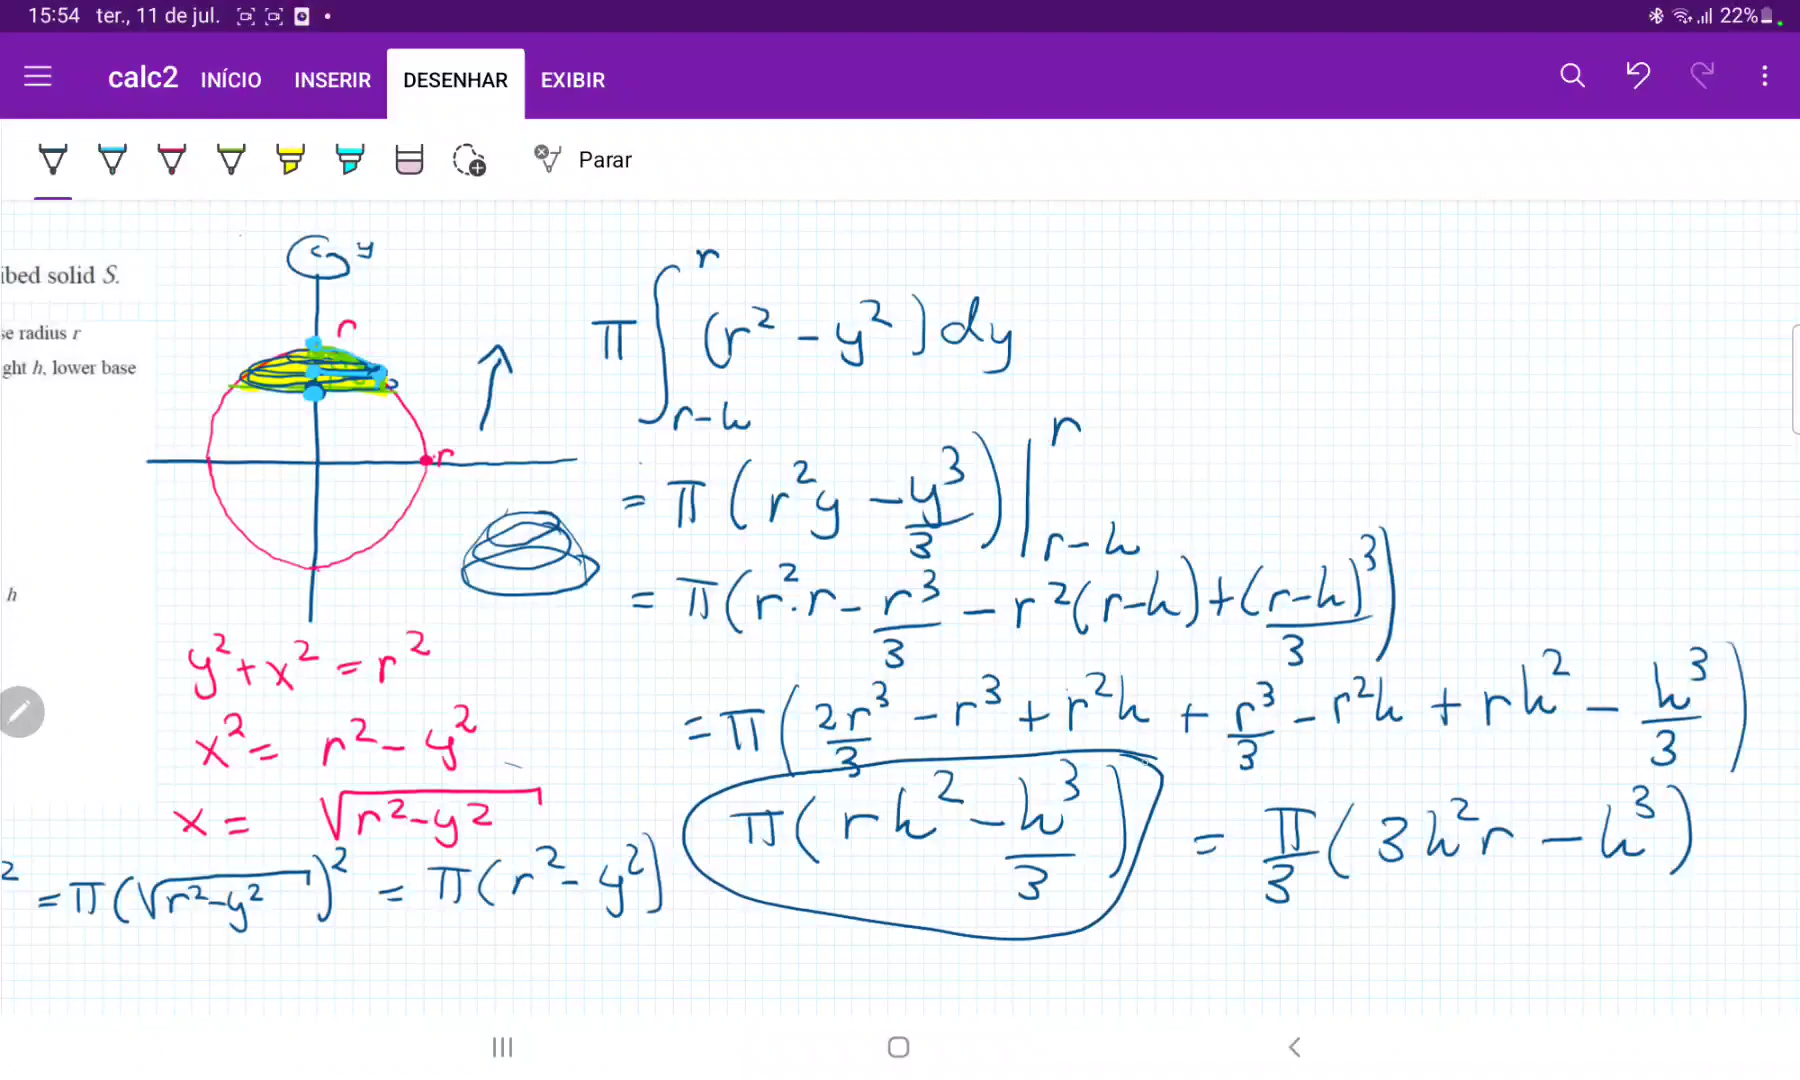 15:54 ter., 11 de jul. 22%
calc2 INÍCIO INSERIR DESENHAR EXIBIR
Parar
ibed solid S.
se radius r
ght h, lower base
h
y
r
r
y² + x² = r²
x² = r² - y²
x = √(r² - y²)
² = π(√(r² - y²))² = π(r² - y²)
π ∫_{r-h}^{r} (r² - y²) dy
= π(r²y - y³/3)|_{r-h}^{r}
= π(r²·r - r³/3 - r²(r-h) + (r-h)³/3)
= π(2r³/3 - r³ + r²h + r³/3 - r²h + rh² - h³/3)
π(rh² - h³/3) = π/3(3h²r - h³)